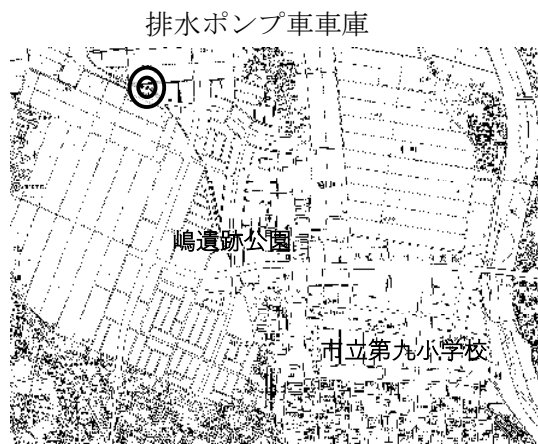 排水ポンプ車車庫
嶋遺跡公園
市立第九小学校